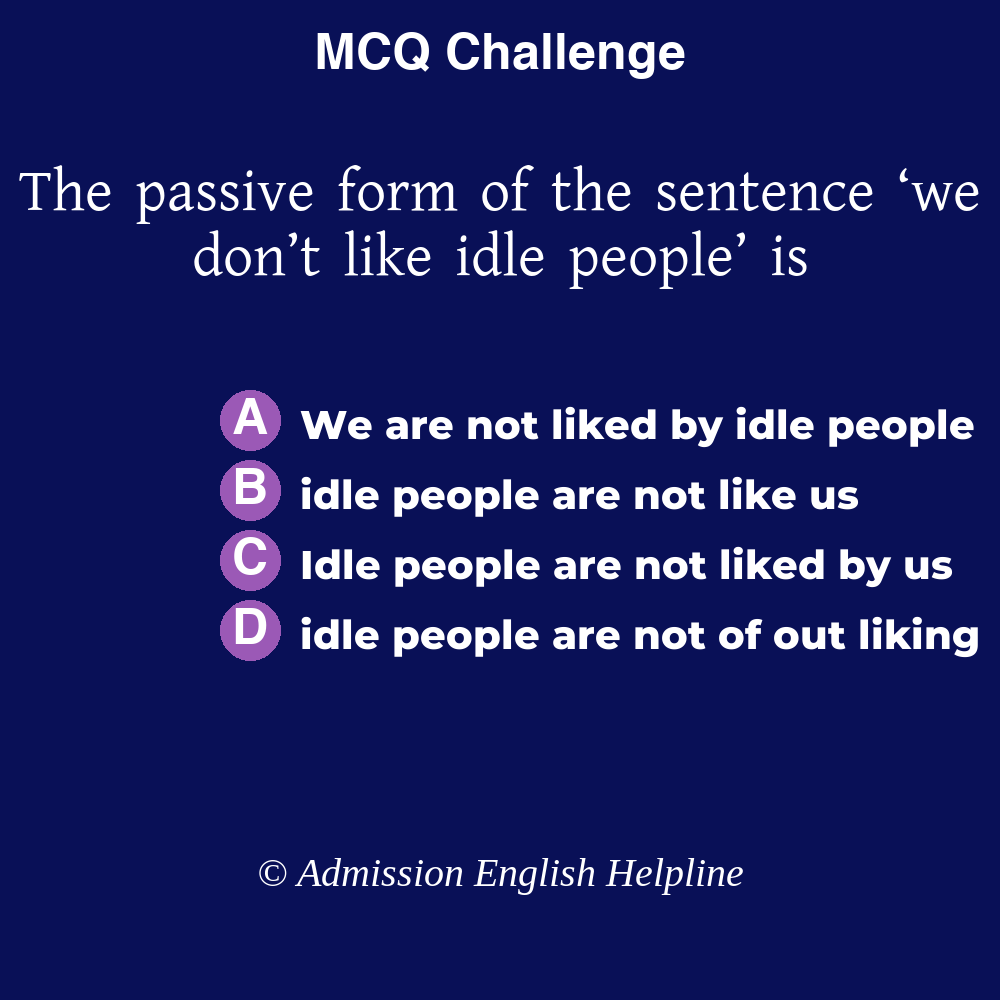 MCQ Challenge
The passive form of the sentence ‘we
don’t like idle people’ is
A We are not liked by idle people
B idle people are not like us
C Idle people are not liked by us
D idle people are not of out liking
© Admission English Helpline